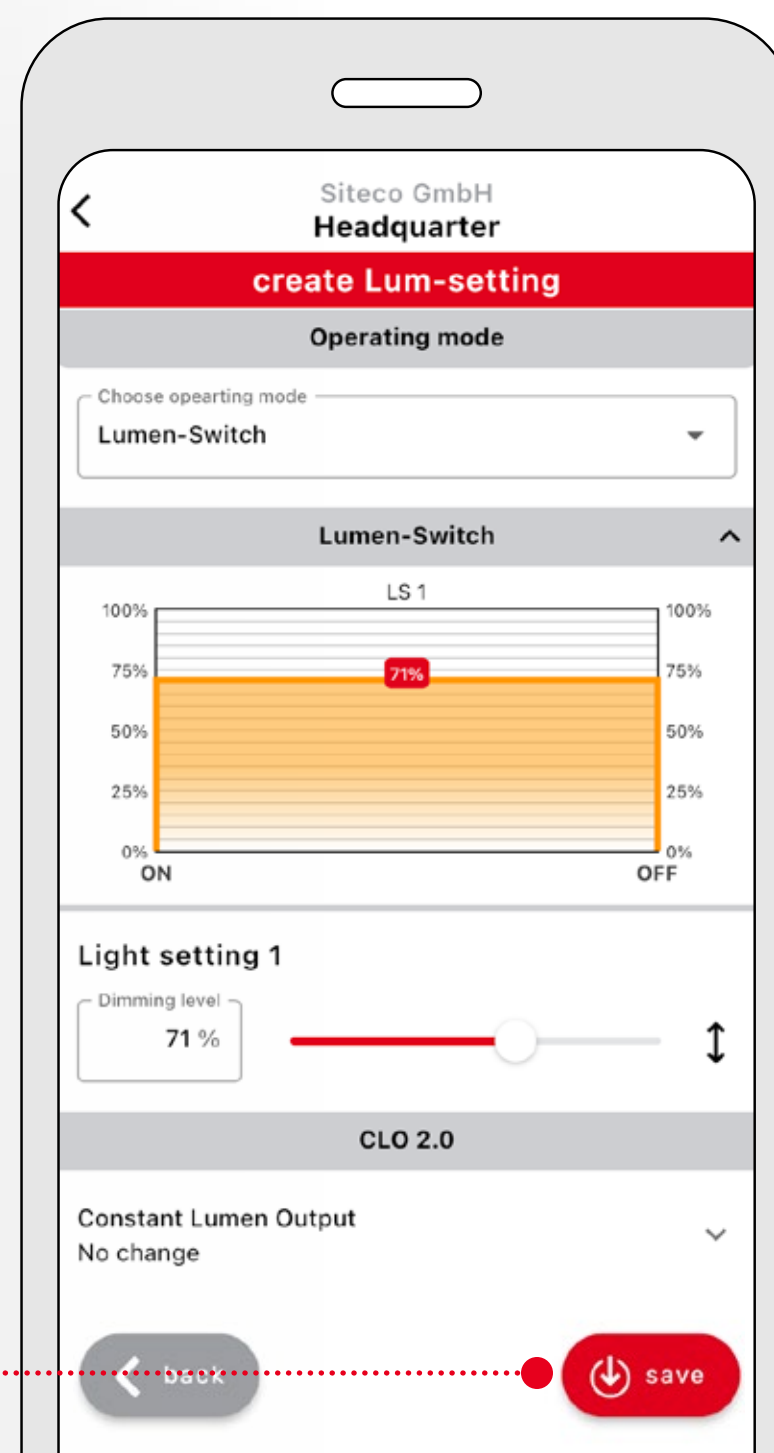 Siteco GmbH
Headquarter
create Lum-setting
Operating mode
Choose opearting mode
Lumen-Switch
Lumen-Switch
LS 1
100% 100%
75% 71% 75%
50% 50%
25% 25%
0% 0%
ON OFF
Light setting 1
Dimming level
71 %
CLO 2.0
Constant Lumen Output
No change
back save